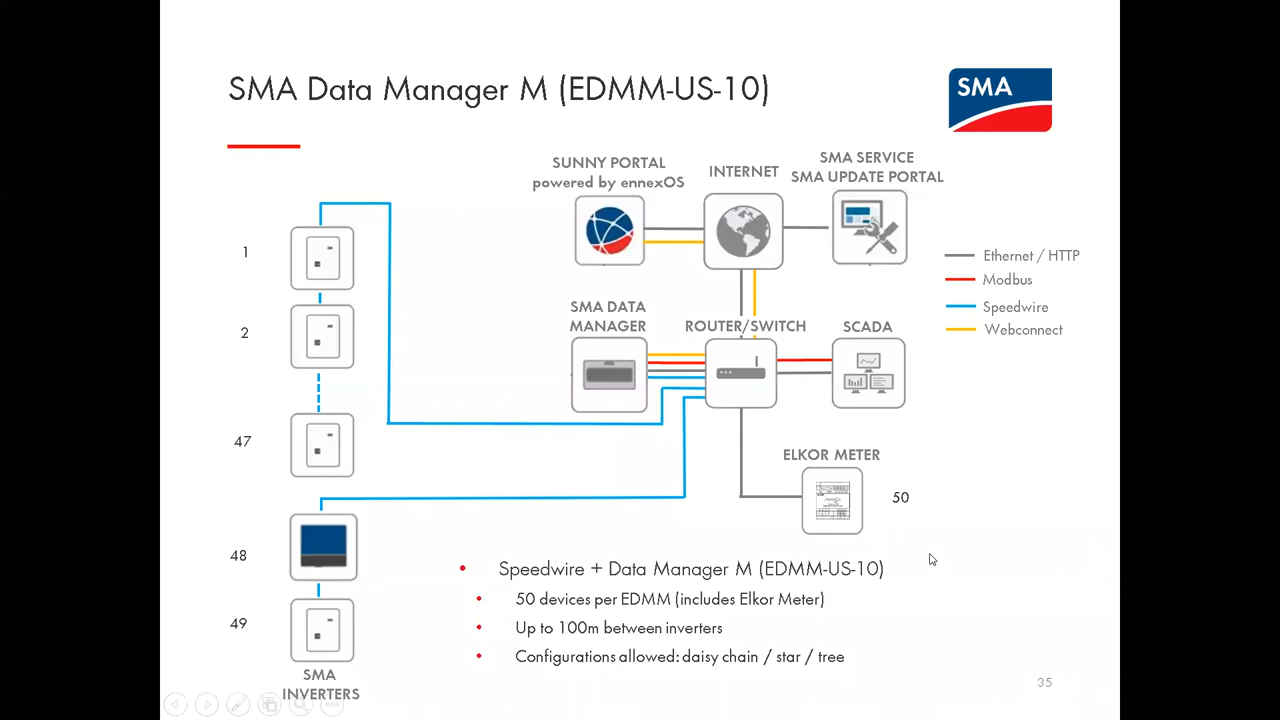 SMA Data Manager M (EDMM-US-10)
SMA
SUNNY PORTAL
powered by ennexOS
INTERNET
SMA SERVICE
SMA UPDATE PORTAL
1
Ethernet / HTTP
Modbus
Speedwire
Webconnect
2
SMA DATA
MANAGER
ROUTER/SWITCH
SCADA
47
ELKOR METER
50
48
49
SMA
INVERTERS
• Speedwire + Data Manager M (EDMM-US-10)
• 50 devices per EDMM (includes Elkor Meter)
• Up to 100m between inverters
• Configurations allowed: daisy chain / star / tree
35